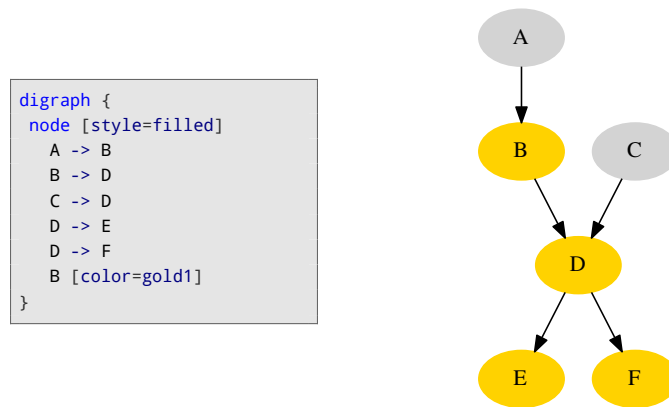 digraph {
node [style=filled]
A -> B
B -> D
C -> D
D -> E
D -> F
B [color=gold1]
}
A
B C
D
E F